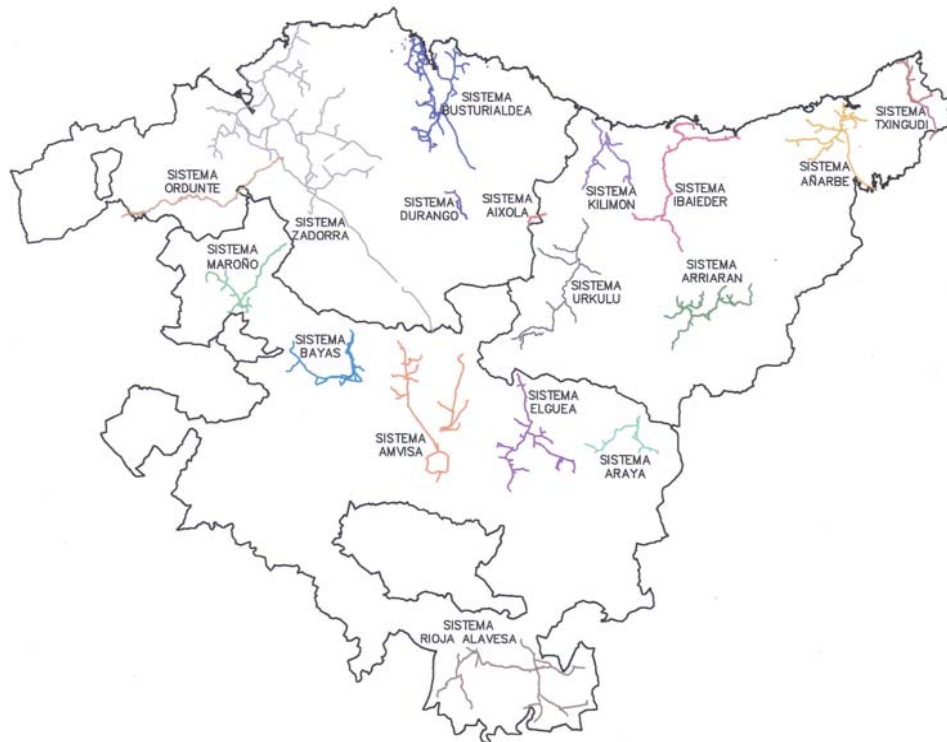 SISTEMA
BUSTURIALDEA
SISTEMA
TXINGUDI
SISTEMA
AÑARBE
SISTEMA
ORDUNTE
SISTEMA
DURANGO
SISTEMA
AIXOLA
SISTEMA
KILIMON
SISTEMA
IBAIEDER
SISTEMA
ZADORRA
SISTEMA
MAROÑO
SISTEMA
URKULU
SISTEMA
ARRIARAN
SISTEMA
BAYAS
SISTEMA
ELGUEA
SISTEMA
AMVISA
SISTEMA
ARAYA
SISTEMA
RIOJA ALAVESA